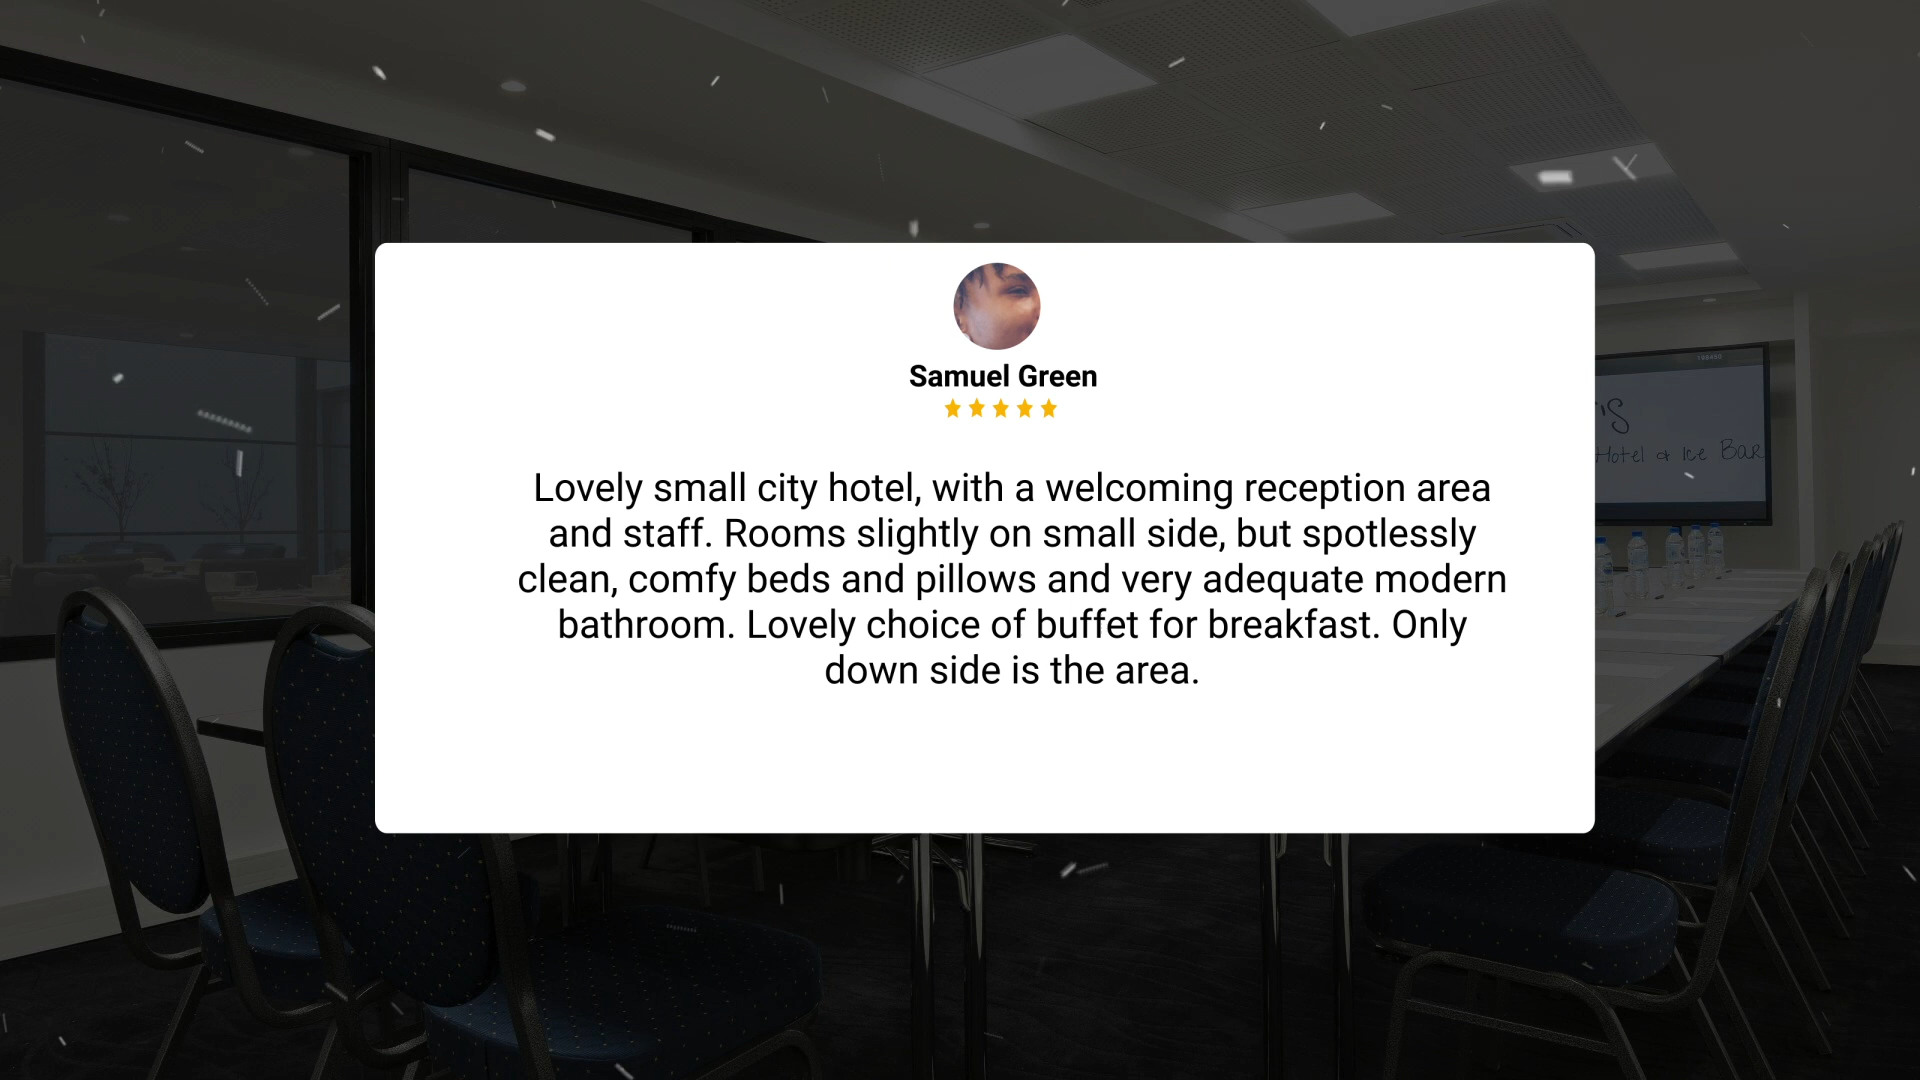 Samuel Green
Lovely small city hotel, with a welcoming reception area
and staff. Rooms slightly on small side, but spotlessly
clean, comfy beds and pillows and very adequate modern
bathroom. Lovely choice of buffet for breakfast. Only
down side is the area.
Hotel & Ice Bar